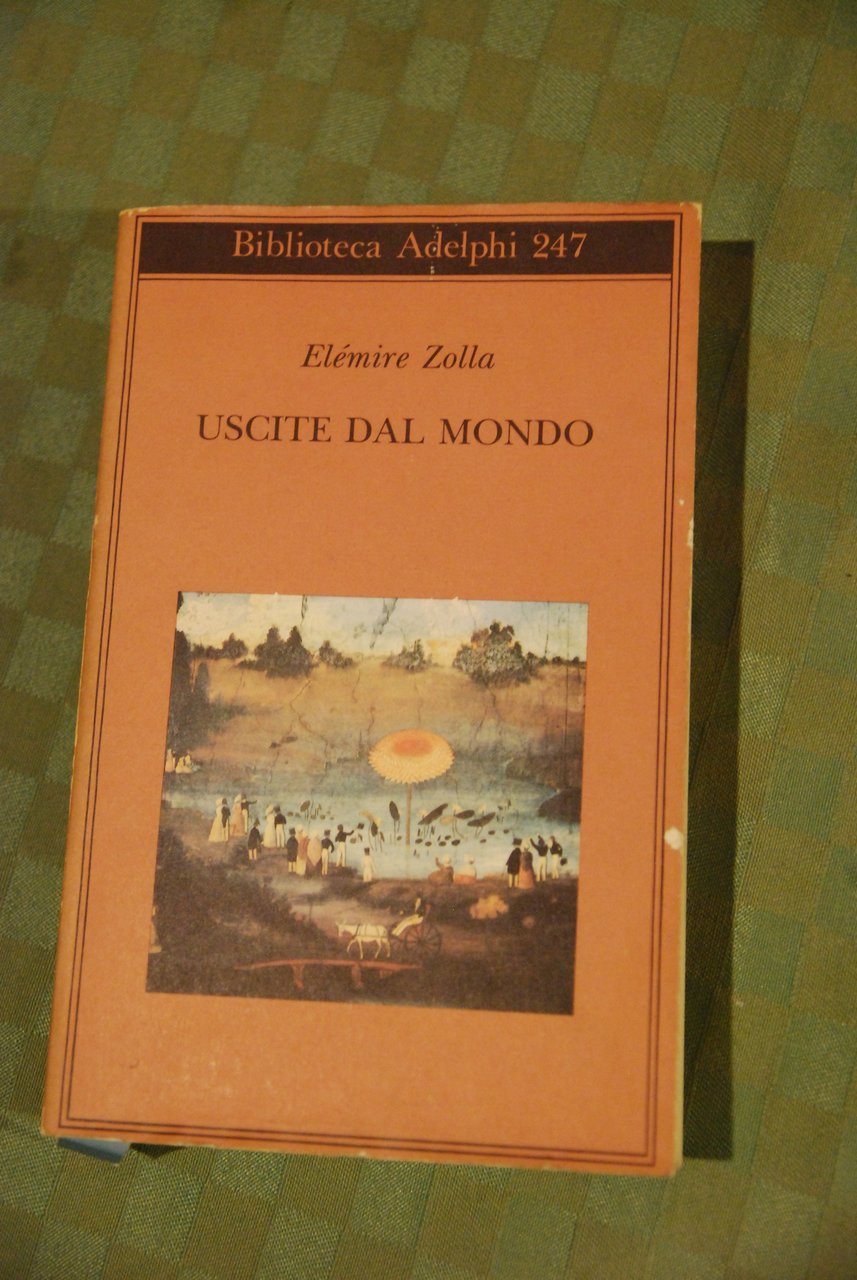 Biblioteca Adelphi 247
Elémire Zolla
USCITE DAL MONDO